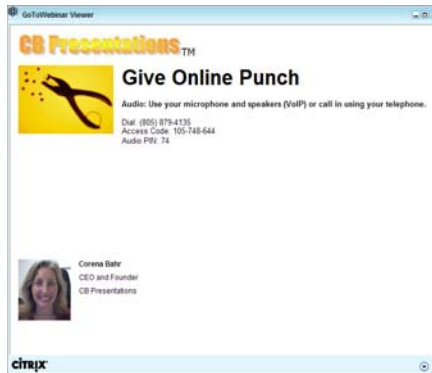 GoToWebinar Viewer
CB Presentations TM
Give Online Punch
Audio: Use your microphone and speakers (VoIP) or call in using your telephone.
Dial: (805) 879-4135
Access Code: 105-748-644
Audio PIN: 74
Corena Bahr
CEO and Founder
CB Presentations
CITRIX